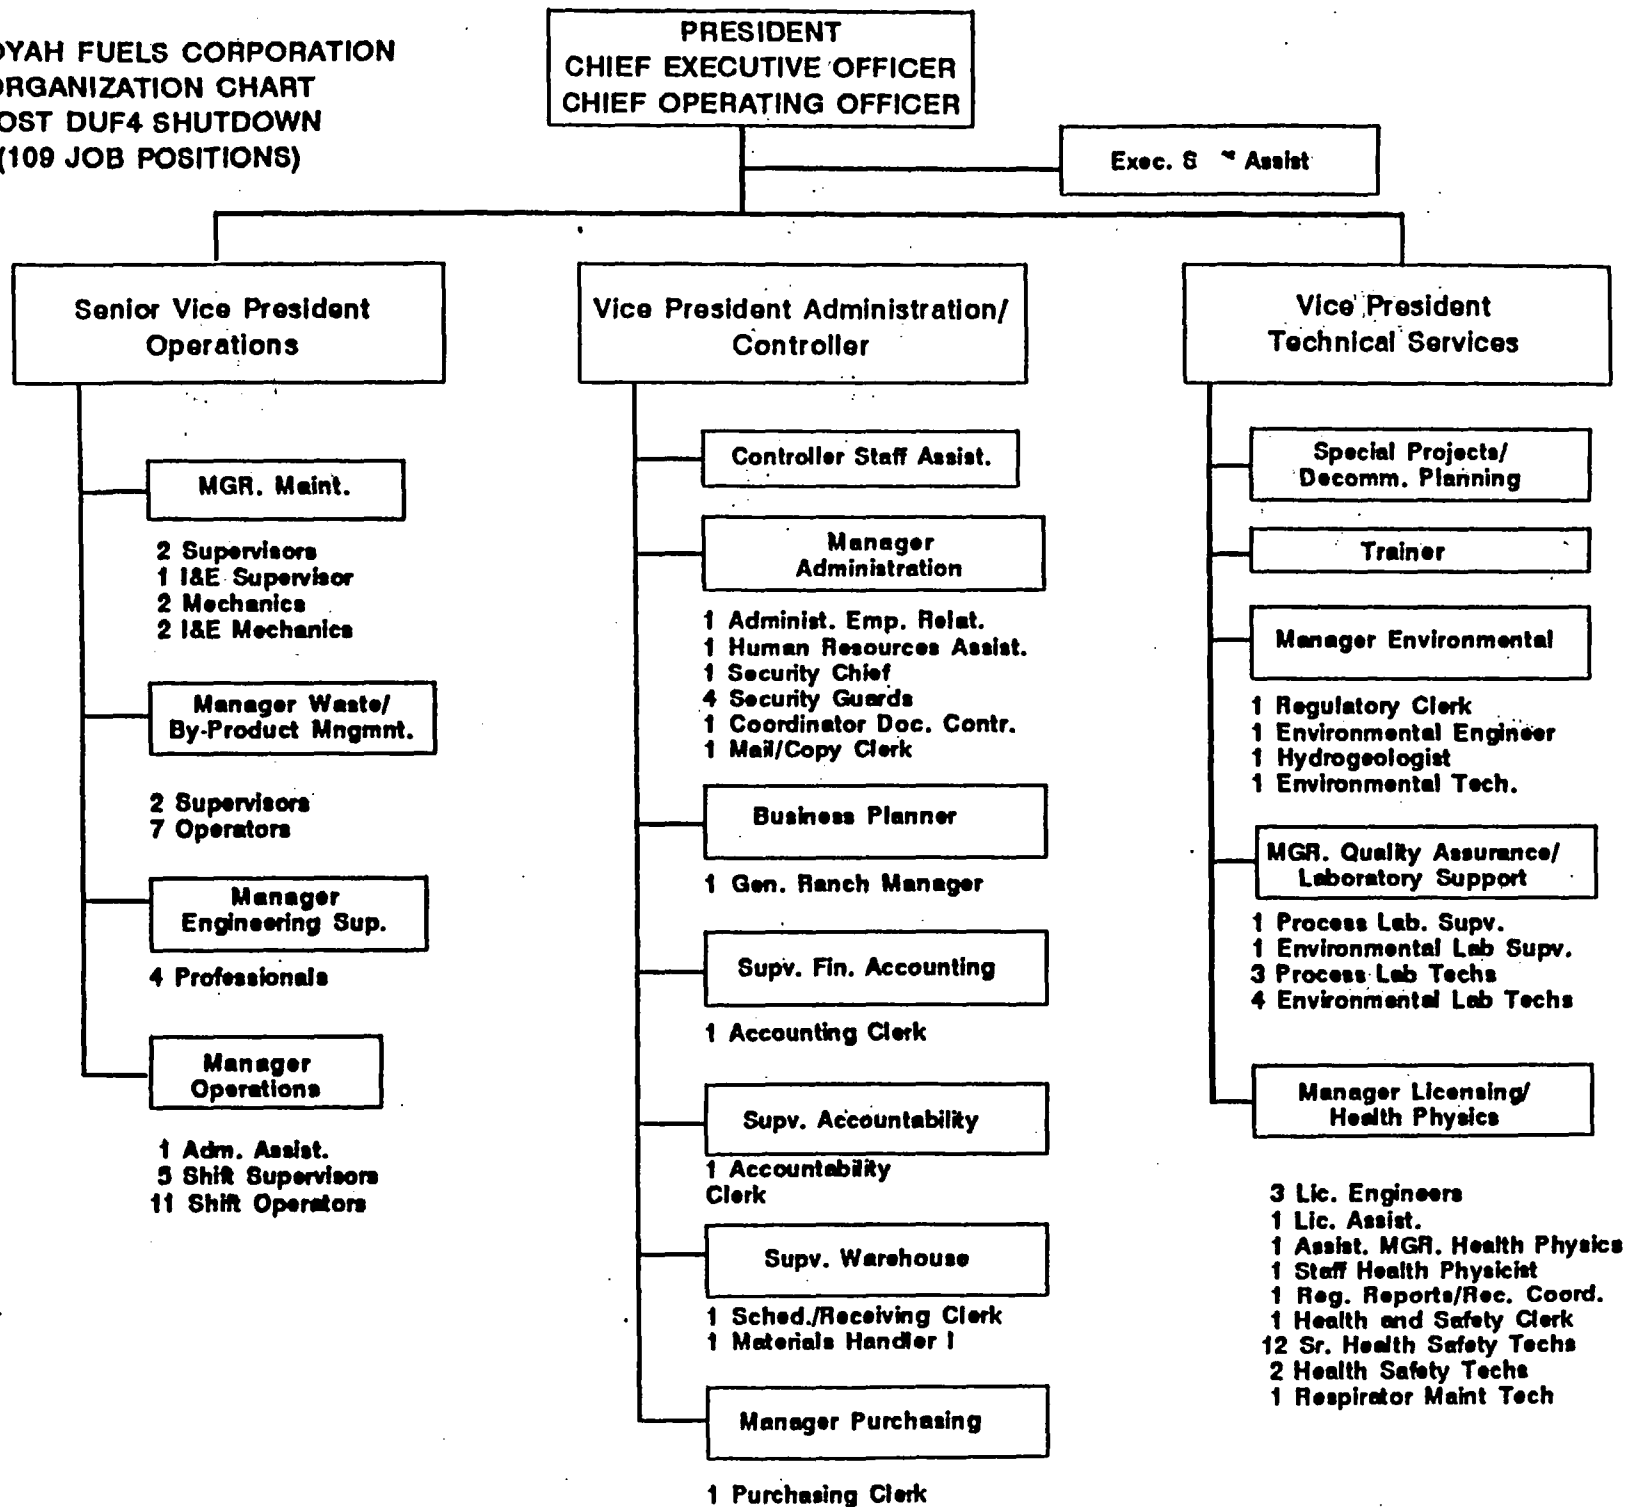 OYAH FUELS CORPORATION
ORGANIZATION CHART
OST DUF4 SHUTDOWN
(109 JOB POSITIONS)
PRESIDENT
CHIEF EXECUTIVE OFFICER
CHIEF OPERATING OFFICER
Exec. Assist
Senior Vice President
Operations
MGR. Maint.
2 Supervisors
1 I&E Supervisor
2 Mechanics
2 I&E Mechanics
Manager Waste/
By-Product Mngmnt.
2 Supervisors
7 Operators
Manager
Engineering Sup.
4 Professionals
Manager
Operations
1 Adm. Assist.
5 Shift Supervisors
11 Shift Operators
Vice President Administration/
Controller
Controller Staff Assist.
Manager
Administration
1 Administ. Emp. Relat.
1 Human Resources Assist.
1 Security Chief
4 Security Guards
1 Coordinator Doc. Contr.
1 Mail/Copy Clerk
Business Planner
1 Gen. Ranch Manager
Supv. Fin. Accounting
1 Accounting Clerk
Supv. Accountability
1 Accountability
Clerk
Supv. Warehouse
1 Sched./Receiving Clerk
1 Materials Handler I
Manager Purchasing
1 Purchasing Clerk
Vice President
Technical Services
Special Projects/
Decomm. Planning
Trainer
Manager Environmental
1 Regulatory Clerk
1 Environmental Engineer
1 Hydrogeologist
1 Environmental Tech.
MGR. Quality Assurance/
Laboratory Support
1 Process Lab. Supv.
1 Environmental Lab Supv.
3 Process Lab Techs
4 Environmental Lab Techs
Manager Licensing/
Health Physics
3 Lic. Engineers
1 Lic. Assist.
1 Assist. MGR. Health Physics
1 Staff Health Physicist
1 Reg. Reports/Rec. Coord.
1 Health and Safety Clerk
12 Sr. Health Safety Techs
2 Health Safety Techs
1 Respirator Maint Tech